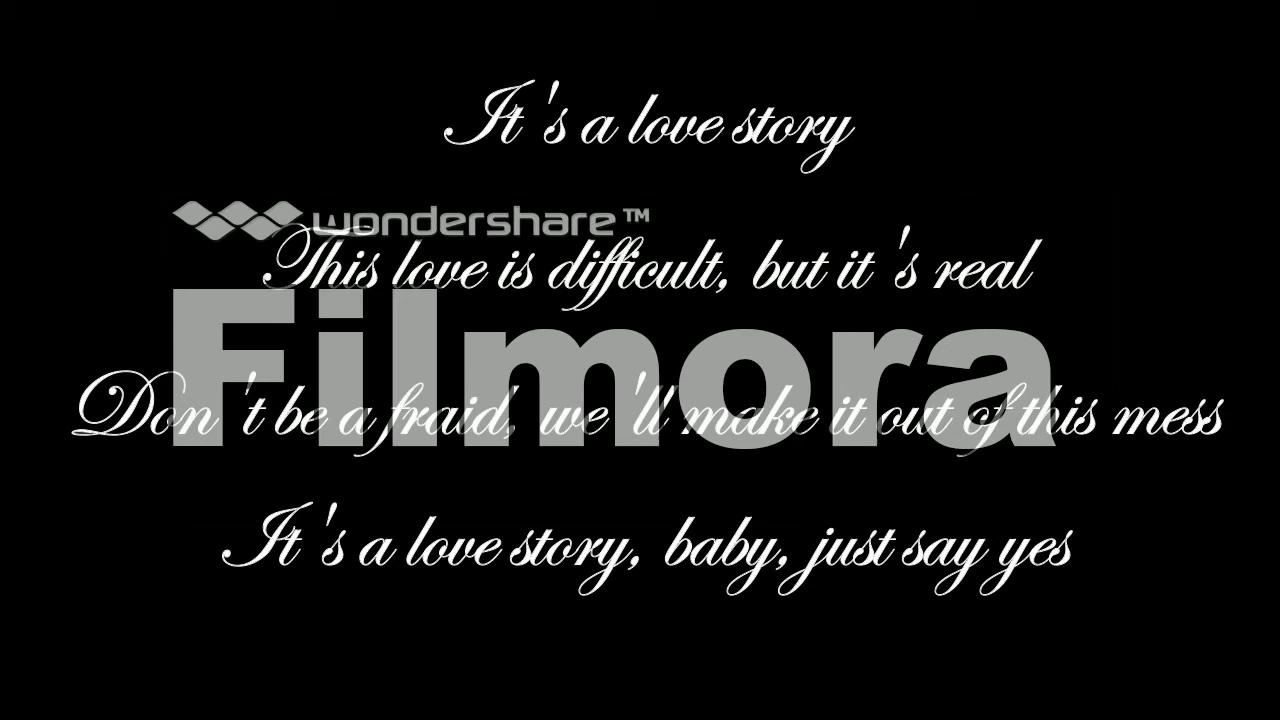 It's a love story
wondershare™
This love is difficult, but it's real
Filmora
Don't be afraid, we'll make it out of this mess
It's a love story, baby, just say yes